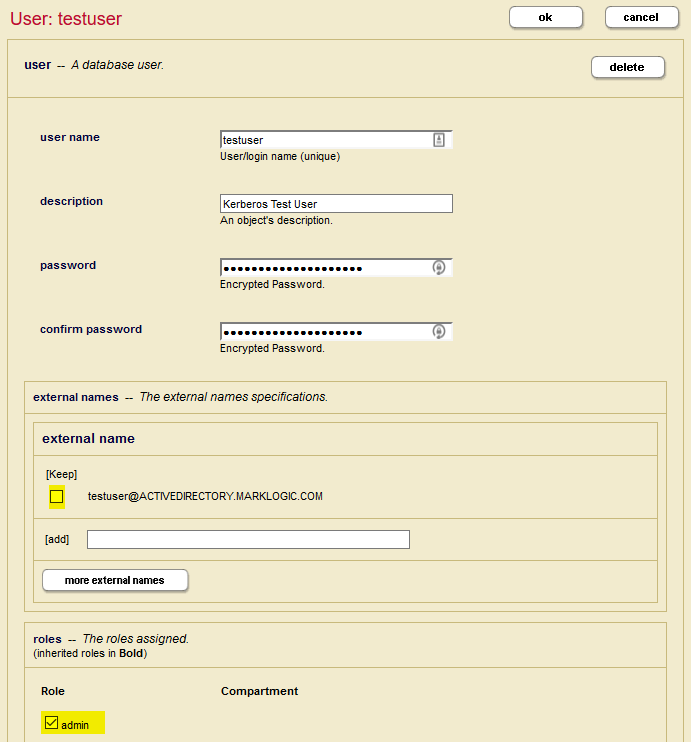 User: testuser
ok
cancel
user -- A database user.
delete
user name
testuser
User/login name (unique)
description
Kerberos Test User
An object's description.
password
••••••••••••••••••••
Encrypted Password.
confirm password
••••••••••••••••••••
Encrypted Password.
external names -- The external names specifications.
external name
[Keep]
testuser@ACTIVEDIRECTORY.MARKLOGIC.COM
[add]
more external names
roles -- The roles assigned.
(inherited roles in Bold)
Role Compartment
admin